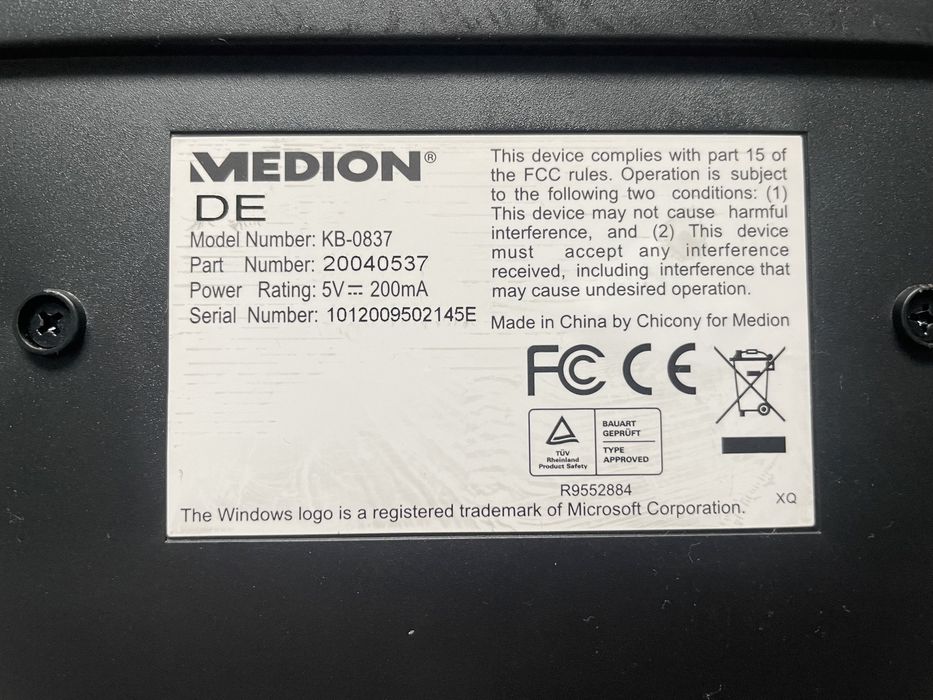 MEDION®
DE
Model Number: KB-0837
Part Number: 20040537
Power Rating: 5V⎓ 200mA
Serial Number: 1012009502145E
This device complies with part 15 of
the FCC rules. Operation is subject
to the following two conditions: (1)
This device may not cause harmful
interference, and (2) This device
must accept any interference
received, including interference that
may cause undesired operation.
Made in China by Chicony for Medion
FCC CE
TÜV
Rheinland
Product Safety
BAUART
GEPRÜFT
TYPE
APPROVED
R9552884
XQ
The Windows logo is a registered trademark of Microsoft Corporation.